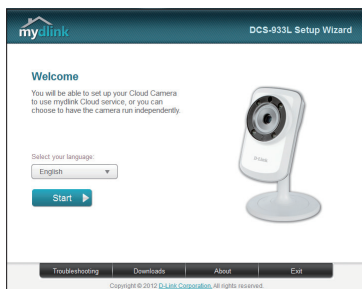 mydlink
DCS-933L Setup Wizard
Welcome
You will be able to set up your Cloud Camera
to use mydlink Cloud service, or you can
choose to have the camera run independently.
Select your language:
English
Start
D-Link
Troubleshooting
Downloads
About
Exit
Copyright © 2012 D-Link Corporation. All rights reserved.